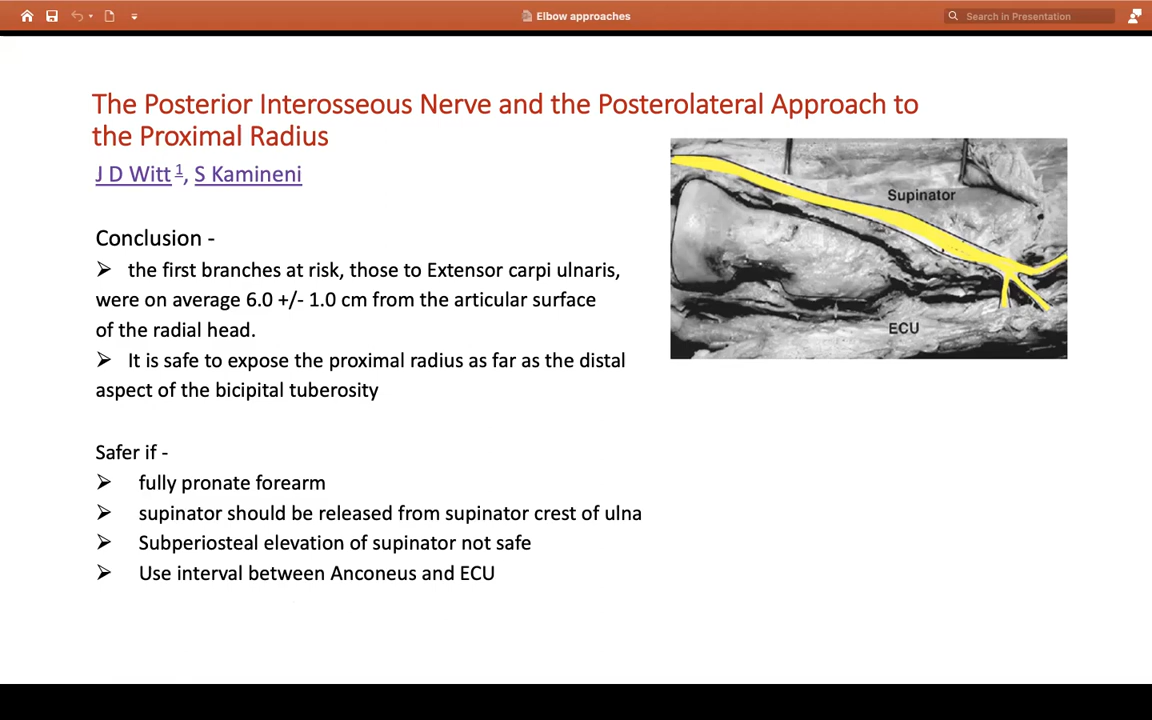 Elbow approaches
Search in Presentation
The Posterior Interosseous Nerve and the Posterolateral Approach to
the Proximal Radius
J D Witt 1, S Kamineni
Supinator
ECU
Conclusion -
➢ the first branches at risk, those to Extensor carpi ulnaris,
were on average 6.0 +/- 1.0 cm from the articular surface
of the radial head.
➢ It is safe to expose the proximal radius as far as the distal
aspect of the bicipital tuberosity
Safer if -
➢ fully pronate forearm
➢ supinator should be released from supinator crest of ulna
➢ Subperiosteal elevation of supinator not safe
➢ Use interval between Anconeus and ECU